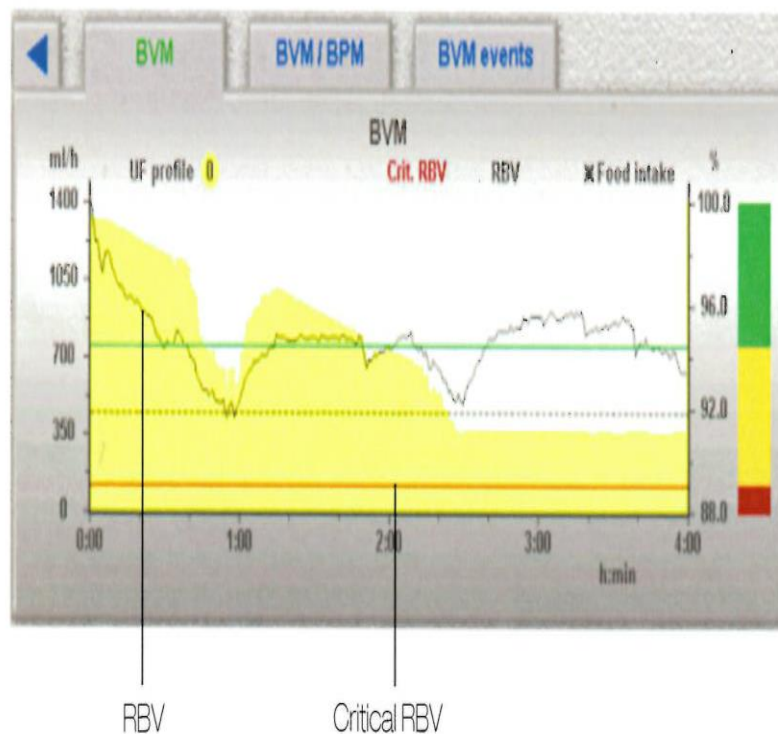 BVM BVM / BPM BVM events
BVM
ml/h UF profile 0 Crit. RBV RBV Food intake %
1400 100.0
1050 96.0
700
350 92.0
0 88.0
0:00 1:00 2:00 3:00 4:00
h:min
RBV Critical RBV